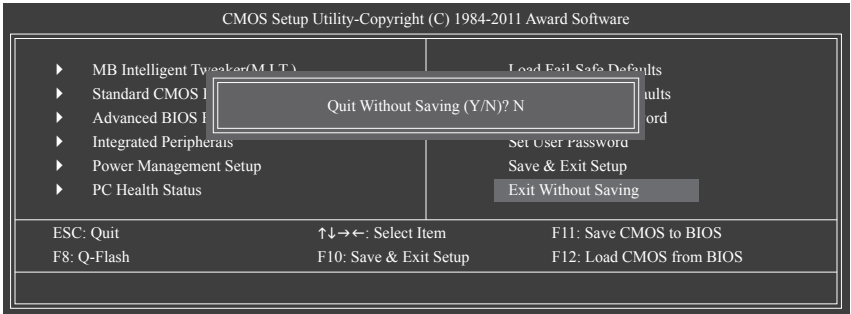 CMOS Setup Utility-Copyright (C) 1984-2011 Award Software
MB Intelligent Tweaker(M.I.T.)
Load Fail-Safe Defaults
Standard CMOS
Advanced BIOS
Quit Without Saving (Y/N)? N
Integrated Peripherals
Set User Password
Power Management Setup
Save & Exit Setup
PC Health Status
Exit Without Saving
ESC: Quit
↑↓→←: Select Item
F11: Save CMOS to BIOS
F8: Q-Flash
F10: Save & Exit Setup
F12: Load CMOS from BIOS